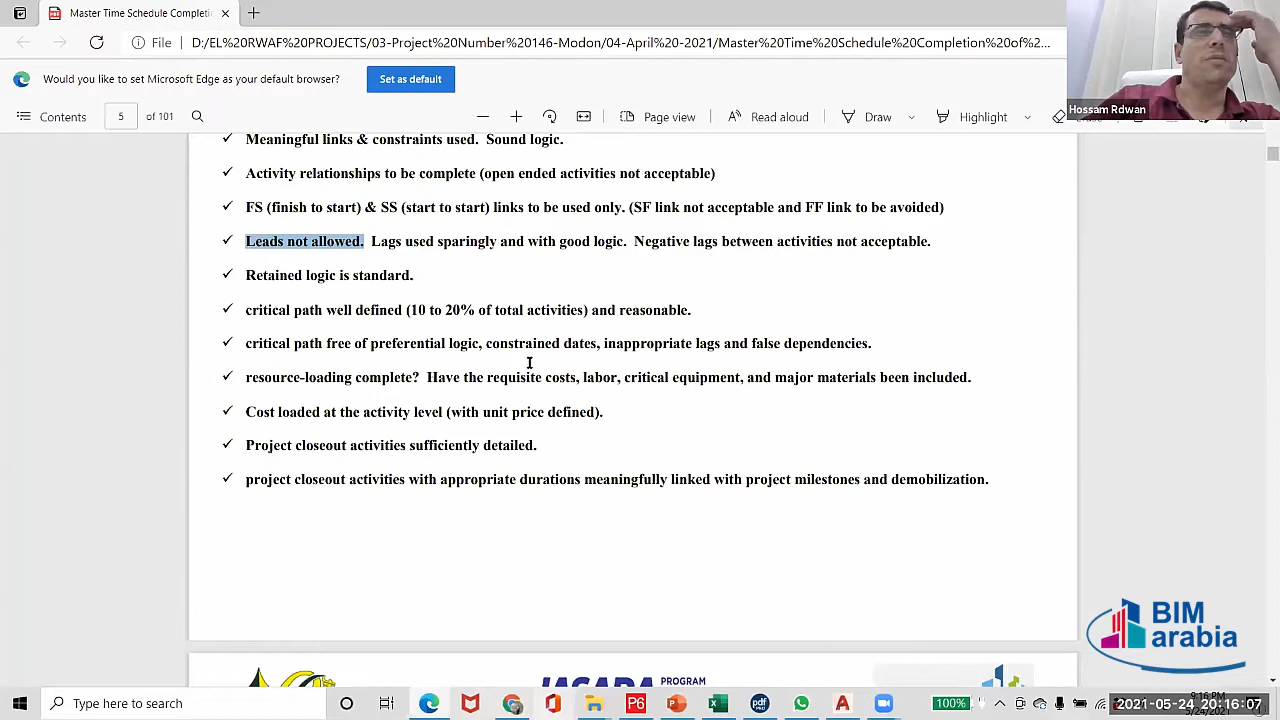 Master Time Schedule Completi
File
D:/EL%20RWAF%20PROJECTS/03-Project%20Number%20146-Modon/04-April%20-2021/Master%20Time%20Schedule%20Completion%20of%2...
Hossam Rdwan
Would you like to set Microsoft Edge as your default browser?
Set as default
Contents
5
of 101
Page view
Read aloud
Draw
Highlight
Meaningful links & constraints used. Sound logic.
Activity relationships to be complete (open ended activities not acceptable)
FS (finish to start) & SS (start to start) links to be used only. (SF link not acceptable and FF link to be avoided)
Leads not allowed. Lags used sparingly and with good logic. Negative lags between activities not acceptable.
Retained logic is standard.
critical path well defined (10 to 20% of total activities) and reasonable.
critical path free of preferential logic, constrained dates, inappropriate lags and false dependencies.
resource-loading complete? Have the requisite costs, labor, critical equipment, and major materials been included.
Cost loaded at the activity level (with unit price defined).
Project closeout activities sufficiently detailed.
project closeout activities with appropriate durations meaningfully linked with project milestones and demobilization.
BIM
arabia
PROGRAM
Type here to search
P6
100%
9:16 PM
2021-05-24 20:16:07